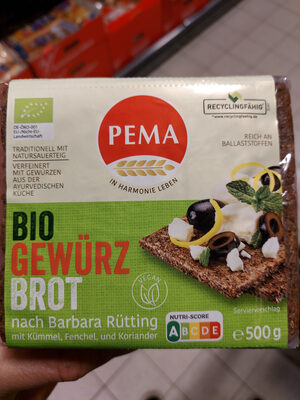 DE-ÖKO-001
EU-/Nicht-EU-
Landwirtschaft
TRADITIONELL MIT
NATURSAUERTEIG
VERFEINERT
MIT GEWÜRZEN
AUS DER
AYURVEDISCHEN
KÜCHE
PEMA
IN HARMONIE LEBEN
RECYCLINGFÄHIG
REICH AN
BALLASTSTOFFEN
BIO
GEWÜRZ
BROT
nach Barbara Rütting
mit Kümmel, Fenchel, und Koriander
VEGAN
NUTRI-SCORE
A B C D E
Serviervorschlag
e 500 g